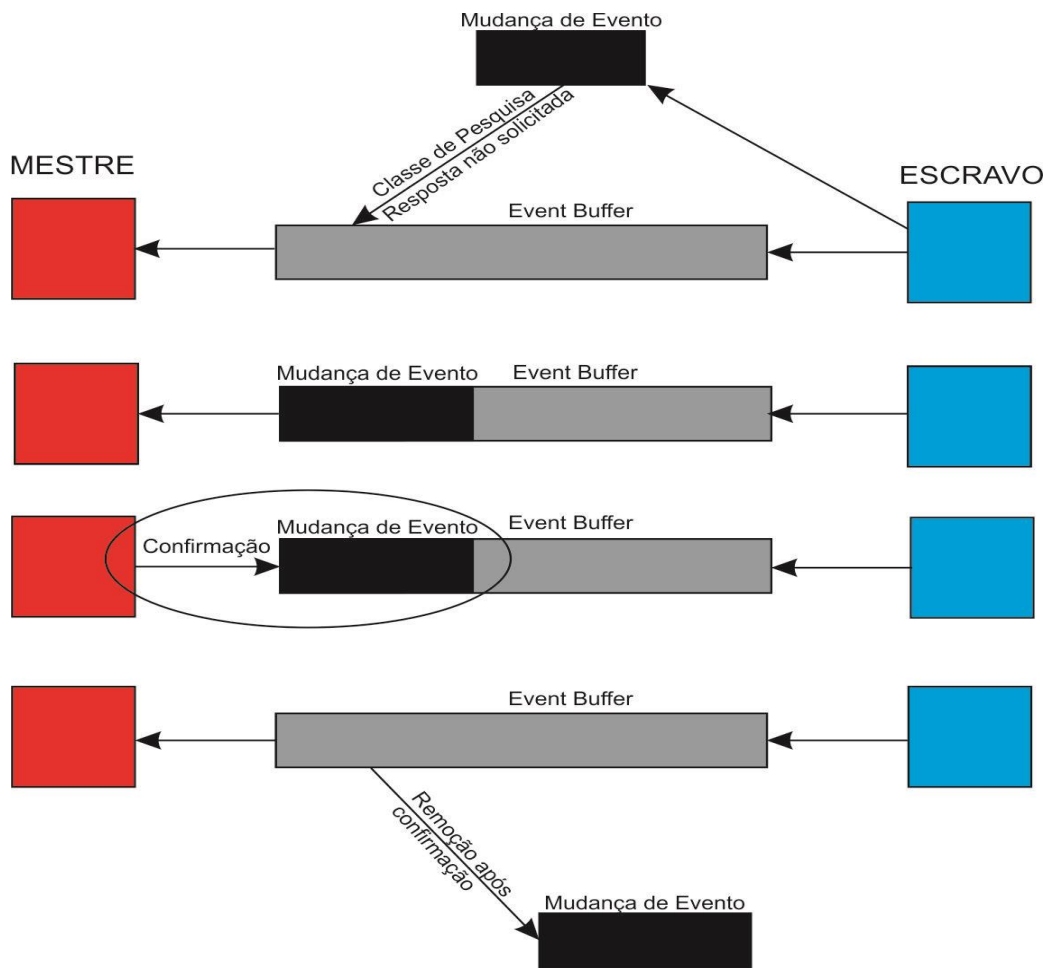 Mudança de Evento
Classe de Pesquisa
Resposta não solicitada
MESTRE
ESCRAVO
Event Buffer
Mudança de Evento
Event Buffer
Mudança de Evento
Event Buffer
Confirmação
Event Buffer
Remoção após
confirmação
Mudança de Evento